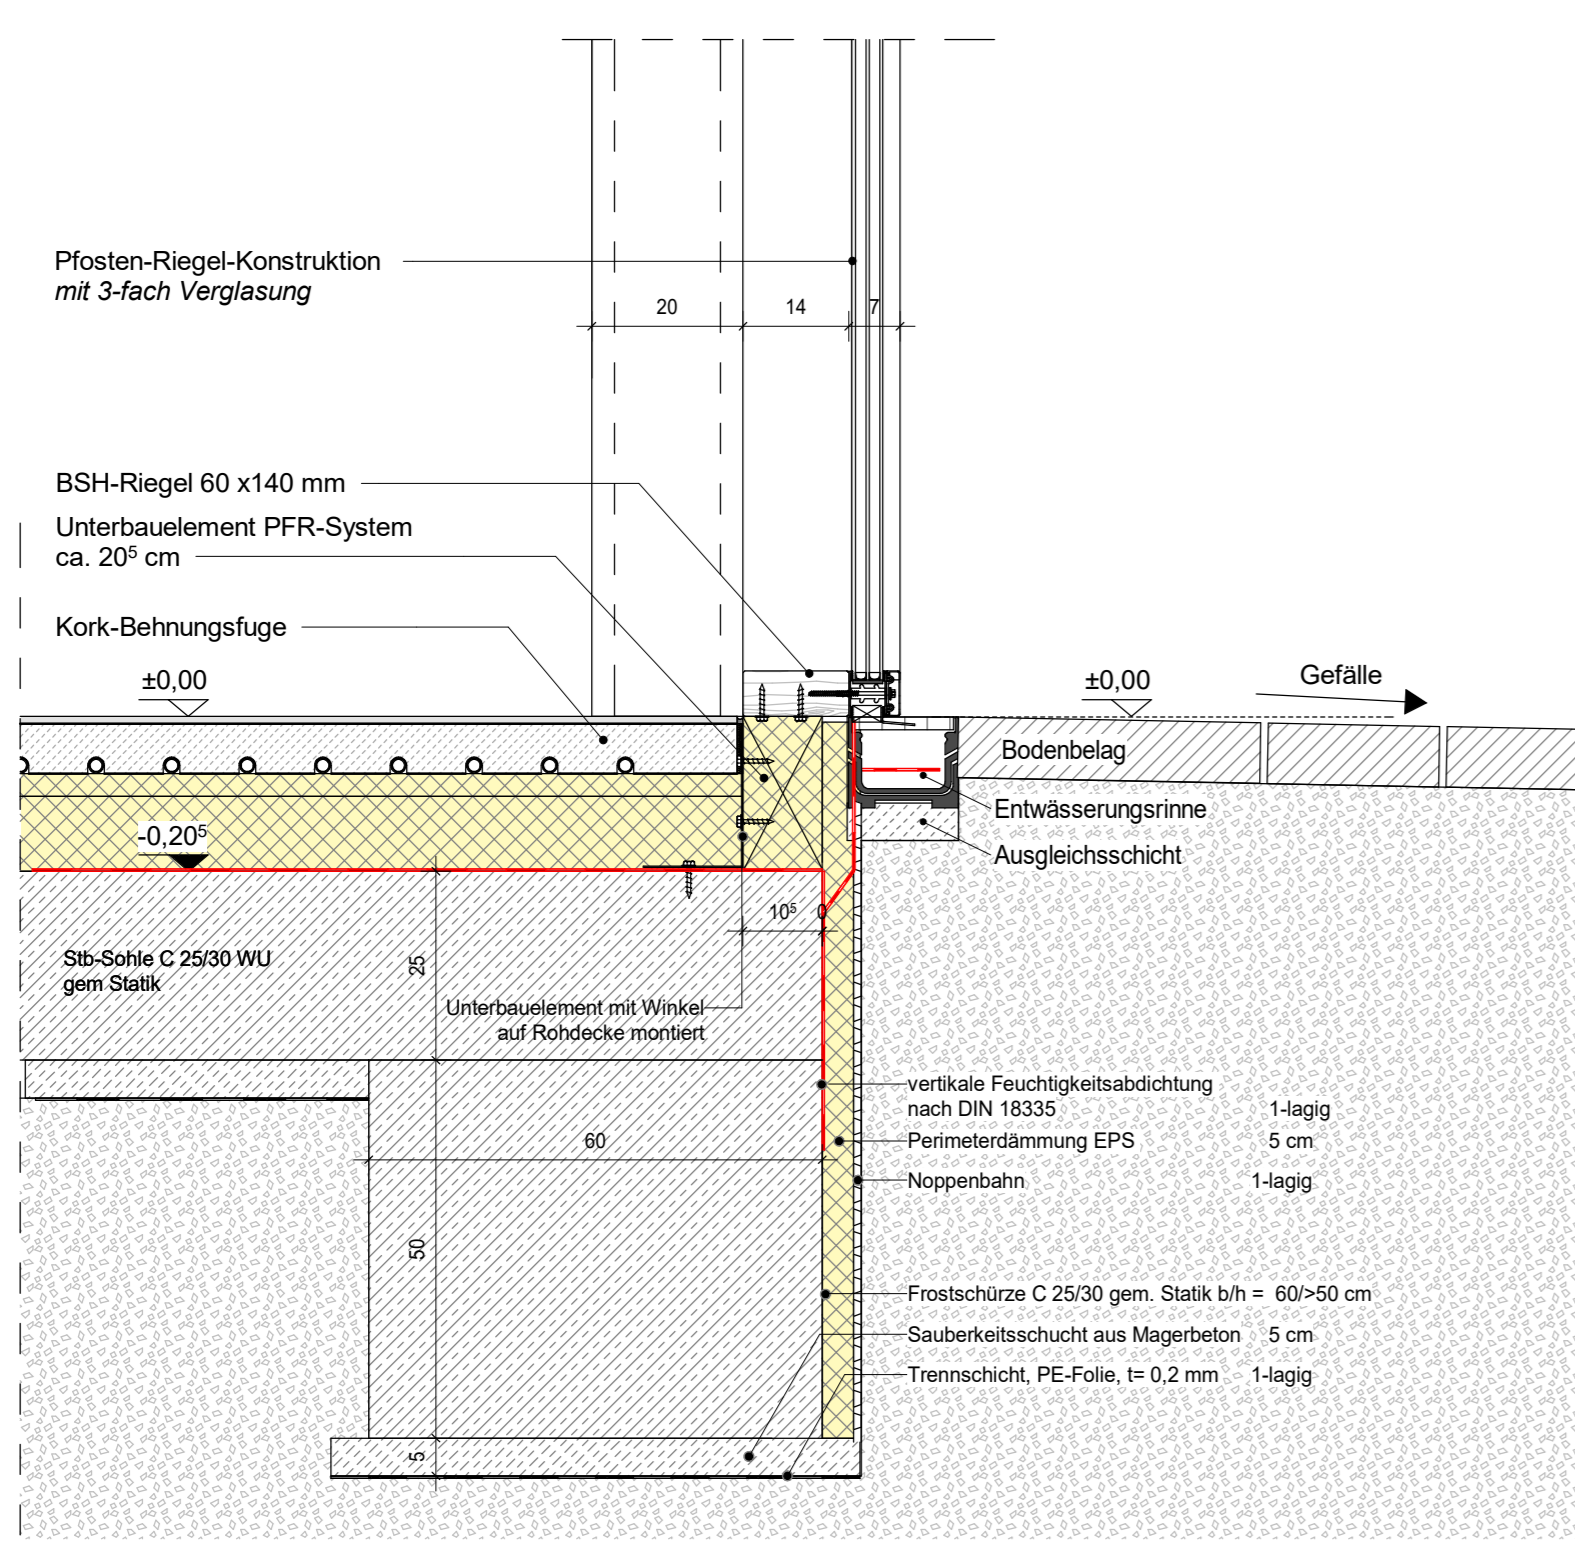 Pfosten-Riegel-Konstruktion
mit 3-fach Verglasung
20
14
7
BSH-Riegel 60 x140 mm
Unterbauelement PFR-System
ca. 20⁵ cm
Kork-Behnungsfuge
±0,00
±0,00
Gefälle
Bodenbelag
Entwässerungsrinne
-0,20⁵
Ausgleichsschicht
10⁵
0
Stb-Sohle C 25/30 WU
gem Statik
25
Unterbauelement mit Winkel
auf Rohdecke montiert
vertikale Feuchtigkeitsabdichtung
nach DIN 18335 1-lagig
60
Perimeterdämmung EPS 5 cm
Noppenbahn 1-lagig
50
Frostschürze C 25/30 gem. Statik b/h = 60/>50 cm
Sauberkeitsschucht aus Magerbeton 5 cm
Trennschicht, PE-Folie, t= 0,2 mm 1-lagig
5